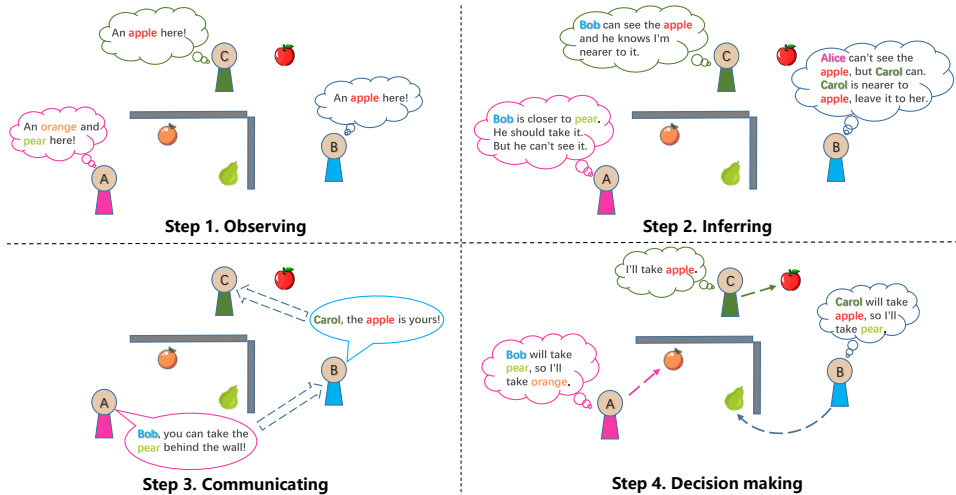 An apple here!
C
An apple here!
An orange and
pear here!
B
A
Step 1. Observing
Bob can see the apple
and he knows I'm
nearer to it.
C
Alice can't see the
apple, but Carol can.
Carol is nearer to
apple, leave it to her.
Bob is closer to pear.
He should take it.
But he can't see it.
B
A
Step 2. Inferring
C
Carol, the apple is yours!
B
A
Bob, you can take the
pear behind the wall!
Step 3. Communicating
I'll take apple.
C
Carol will take
apple, so I'll
take pear.
Bob will take
pear, so I'll
take orange.
B
A
Step 4. Decision making